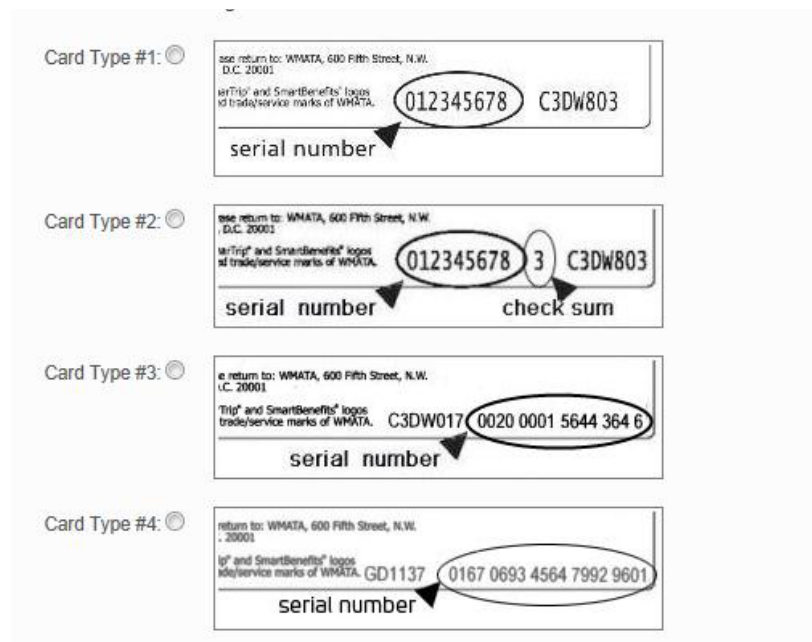 Card Type #1:
ase return to: WMATA, 600 Fifth Street, N.W.
D.C. 20001
arTrip® and SmartBenefits® logos
d trade/service marks of WMATA.
012345678 C3DW803
serial number
Card Type #2:
ase return to: WMATA, 600 Fifth Street, N.W.
, D.C. 20001
arTrip® and SmartBenefits® logos
d trade/service marks of WMATA.
012345678 3 C3DW803
serial number check sum
Card Type #3:
e return to: WMATA, 600 Fifth Street, N.W.
.C. 20001
Trip® and SmartBenefits® logos
trade/service marks of WMATA.
C3DW017 0020 0001 5644 364 6
serial number
Card Type #4:
return to: WMATA, 600 Fifth Street, N.W.
. 20001
ip® and SmartBenefits® logos
ade/service marks of WMATA.
GD1137 0167 0693 4564 7992 9601
serial number